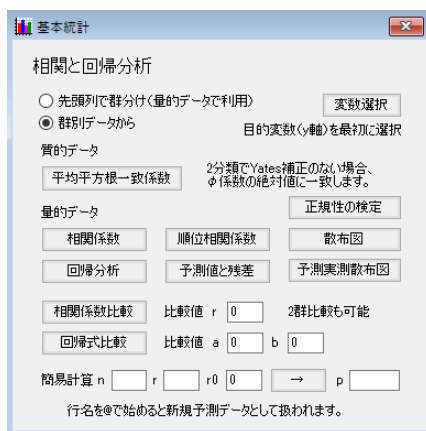 基本統計
相関と回帰分析
先頭列で群分け(量的データで利用)
変数選択
群別データから
目的変数(y軸)を最初に選択
質的データ
平均平方根一致係数
2分類でYates補正のない場合、
φ係数の絶対値に一致します。
量的データ
正規性の検定
相関係数 順位相関係数 散布図
回帰分析 予測値と残差 予測実測散布図
相関係数比較 比較値 r 0 2群比較も可能
回帰式比較 比較値 a 0 b 0
簡易計算 n r r0 0 → p
行名を@で始めると新規予測データとして扱われます。